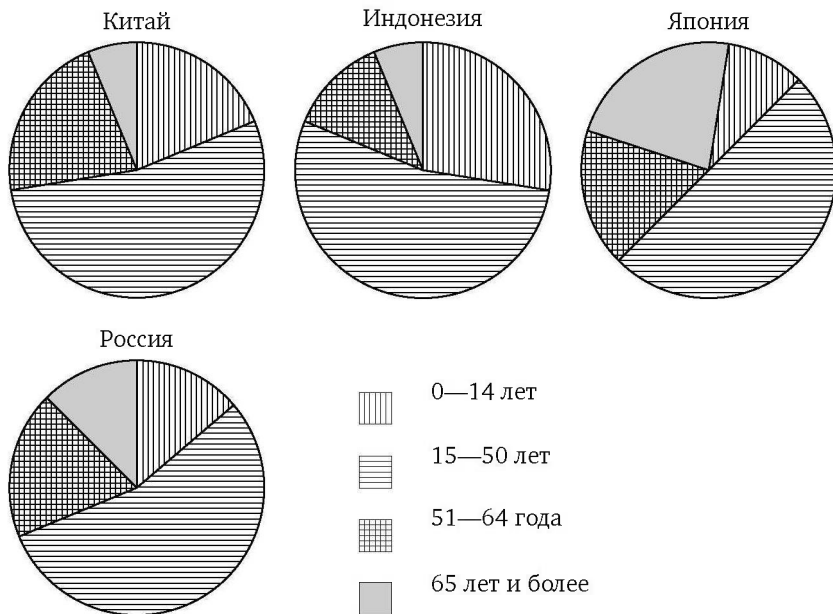 Китай
Индонезия
Япония
Россия
0—14 лет
15—50 лет
51—64 года
65 лет и более